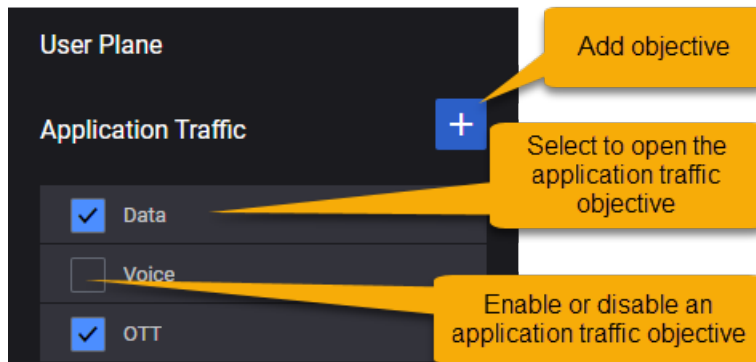 User Plane
Add objective
Application Traffic
+
Select to open the
application traffic
objective
Data
Voice
Enable or disable an
application traffic objective
OTT